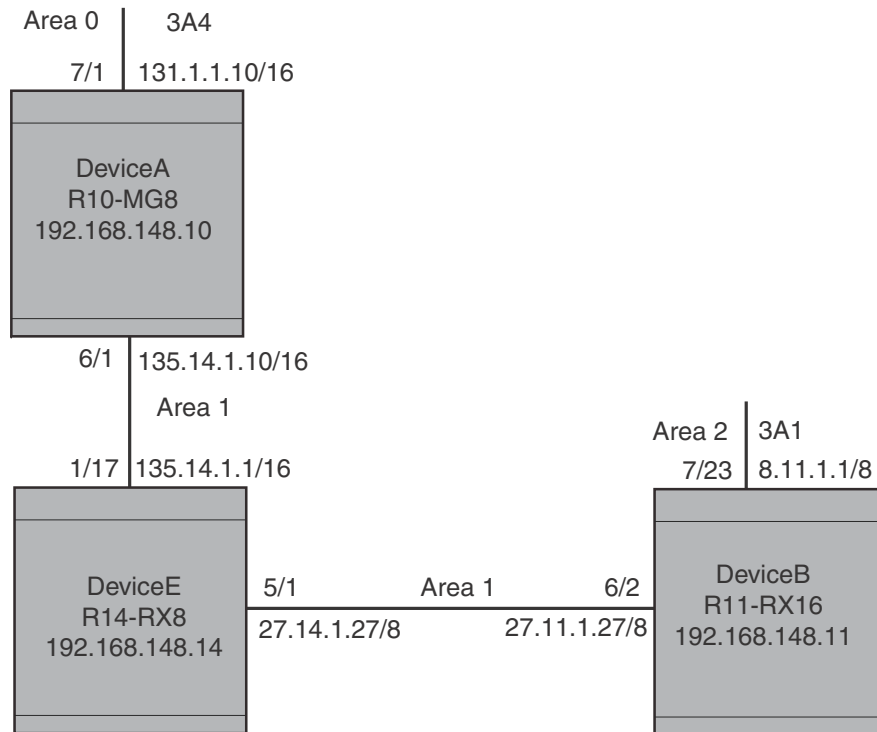 Area 0 3A4
7/1 131.1.1.10/16
DeviceA
R10-MG8
192.168.148.10
6/1 135.14.1.10/16
Area 1
Area 2 3A1
1/17 135.14.1.1/16
7/23 8.11.1.1/8
DeviceE
R14-RX8
192.168.148.14
5/1 Area 1 6/2
27.14.1.27/8 27.11.1.27/8
DeviceB
R11-RX16
192.168.148.11